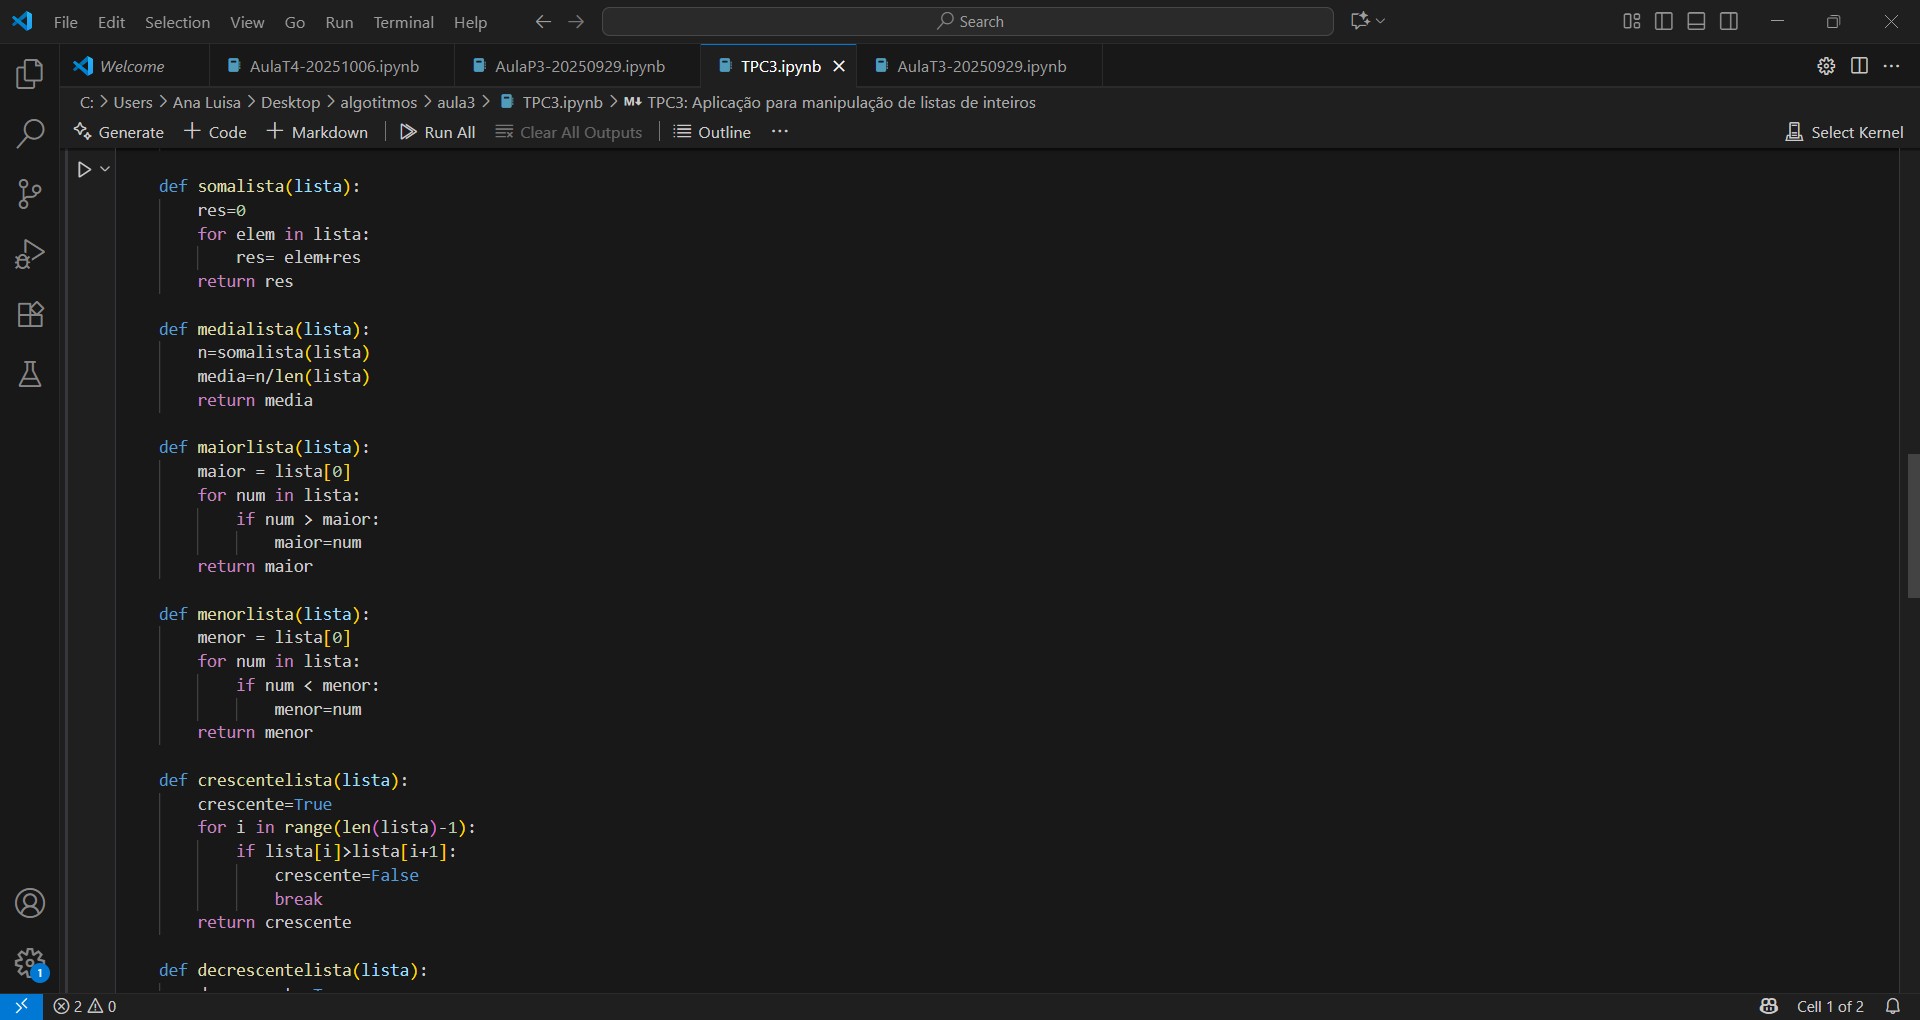 File Edit Selection View Go Run Terminal Help Search
Welcome AulaT4-20251006.ipynb AulaP3-20250929.ipynb TPC3.ipynb AulaT3-20250929.ipynb
C: > Users > Ana Luisa > Desktop > algotitmos > aula3 > TPC3.ipynb > M↓ TPC3: Aplicação para manipulação de listas de inteiros
Generate + Code + Markdown Run All Clear All Outputs Outline ··· Select Kernel
def somalista(lista):
res=0
for elem in lista:
res= elem+res
return res
def medialista(lista):
n=somalista(lista)
media=n/len(lista)
return media
def maiorlista(lista):
maior = lista[0]
for num in lista:
if num > maior:
maior=num
return maior
def menorlista(lista):
menor = lista[0]
for num in lista:
if num < menor:
menor=num
return menor
def crescentelista(lista):
crescente=True
for i in range(len(lista)-1):
if lista[i]>lista[i+1]:
crescente=False
break
return crescente
def decrescentelista(lista):
1
2 0 Cell 1 of 2